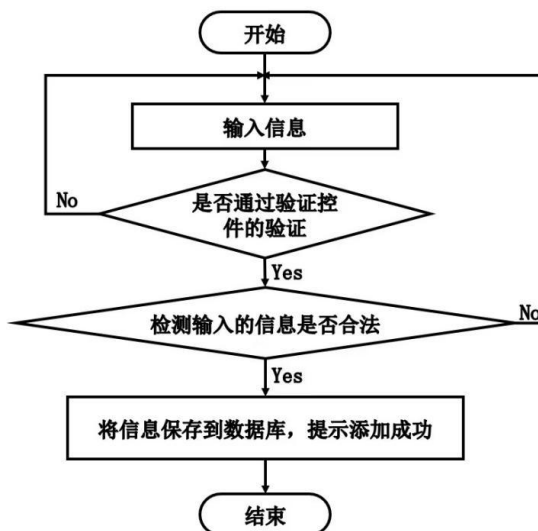 开始
输入信息
是否通过验证控
件的验证
No
Yes
检测输入的信息是否合法
No
Yes
将信息保存到数据库，提示添加成功
结束